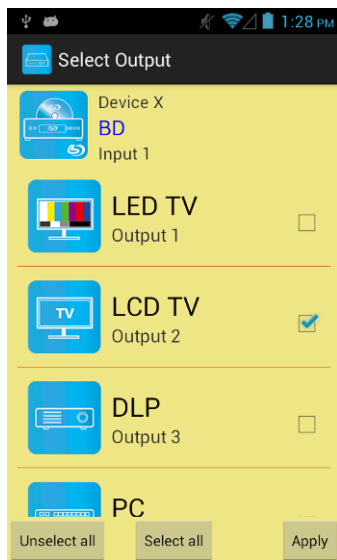 1:28 PM
Select Output
Device X
BD
Input 1
LED TV
Output 1
TV
LCD TV
Output 2
DLP
Output 3
PC
Unselect all
Select all
Apply